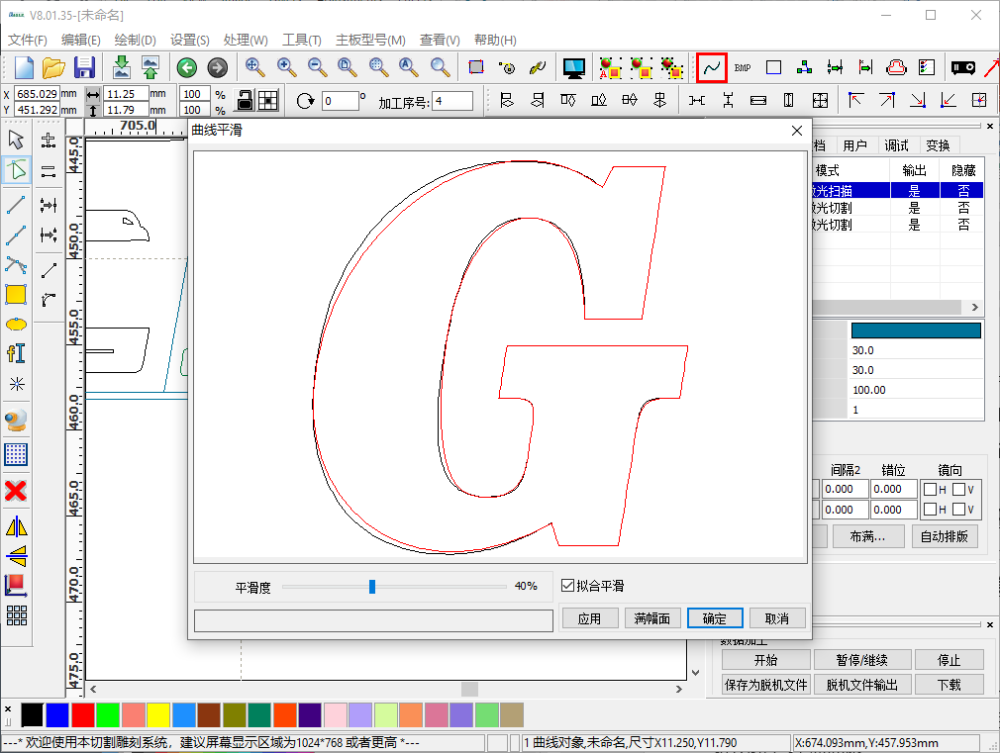 V8.01.35-[未命名]
文件(F) 编辑(E) 绘制(D) 设置(S) 处理(W) 工具(T) 主板型号(M) 查看(V) 帮助(H)
BMP
X 685.029 mm 11.25 mm 100 %
Y 451.292 mm 11.79 mm 100 %
0 ° 加工序号: 4
705.0
曲线平滑
445.0
450.0
455.0
460.0
465.0
470.0
475.0
平滑度 40%
拟合平滑
应用 满幅面 确定 取消
档 用户 调试 变换
模式 输出 隐藏
激光扫描 是 否
激光切割 是 否
激光切割 是 否
30.0
30.0
100.00
1
间隔2 错位 镜向
0.000 0.000 H V
0.000 0.000 H V
布满... 自动排版
数据加工
开始 暂停/继续 停止
保存为脱机文件 脱机文件输出 下载
---* 欢迎使用本切割雕刻系统，建议屏幕显示区域为1024*768 或者更高 *---
1 曲线对象,未命名,尺寸X11.250,Y11.790
X:674.093mm,Y:457.953mm